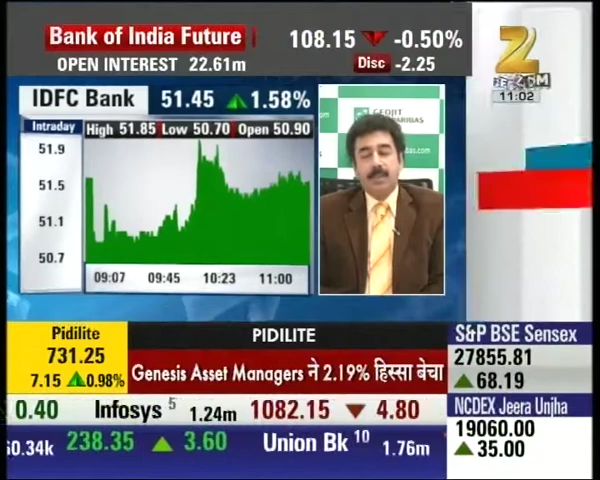 Bank of India Future
108.15 -0.50%
OPEN INTEREST 22.61m
Disc -2.25
11:02
IDFC Bank 51.45 1.58%
Intraday High 51.85 Low 50.70 Open 50.90
51.9
51.5
51.1
50.7
09:07 09:45 10:23 11:00
GEOJIT
Pidilite
731.25
7.15 0.98%
PIDILITE
Genesis Asset Managers ने 2.19% हिस्सा बेचा
S&P BSE Sensex
27855.81
68.19
NCDEX Jeera Unjha
19060.00
35.00
0.40 Infosys 5 1.24m 1082.15 4.80
60.34k 238.35 3.60 Union Bk 10 1.76m